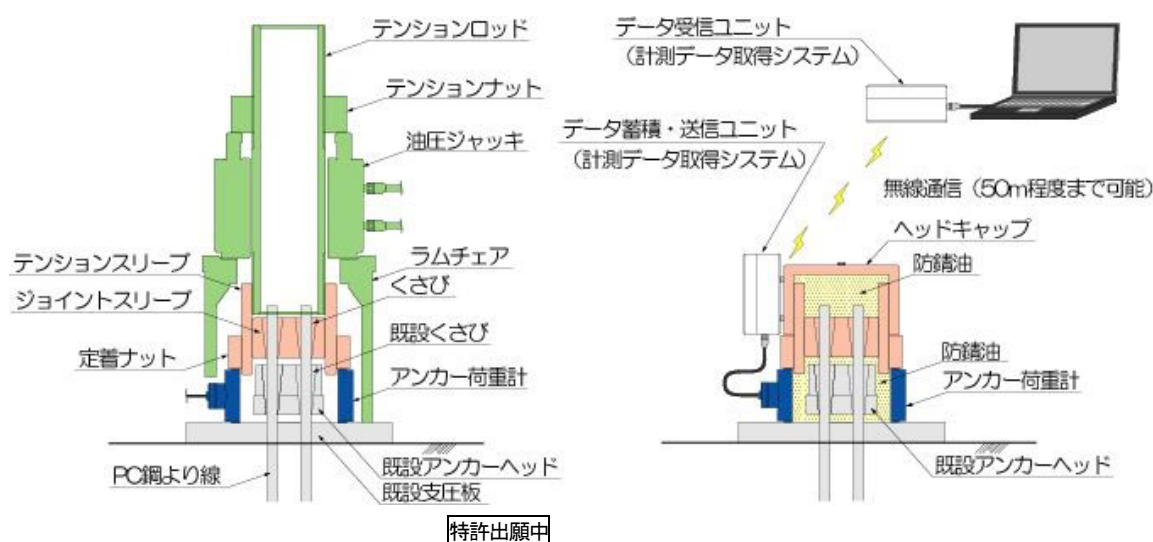 テンションロッド
テンションナット
油圧ジャッキ
テンションスリーブ
ラムチェア
ジョイントスリーブ
くさび
既設くさび
定着ナット
アンカー荷重計
PC鋼より線
既設アンカーヘッド
既設支圧板
特許出願中
データ受信ユニット
（計測データ取得システム）
データ蓄積・送信ユニット
（計測データ取得システム）
無線通信（50m程度まで可能）
ヘッドキャップ
防錆油
防錆油
アンカー荷重計
既設アンカーヘッド